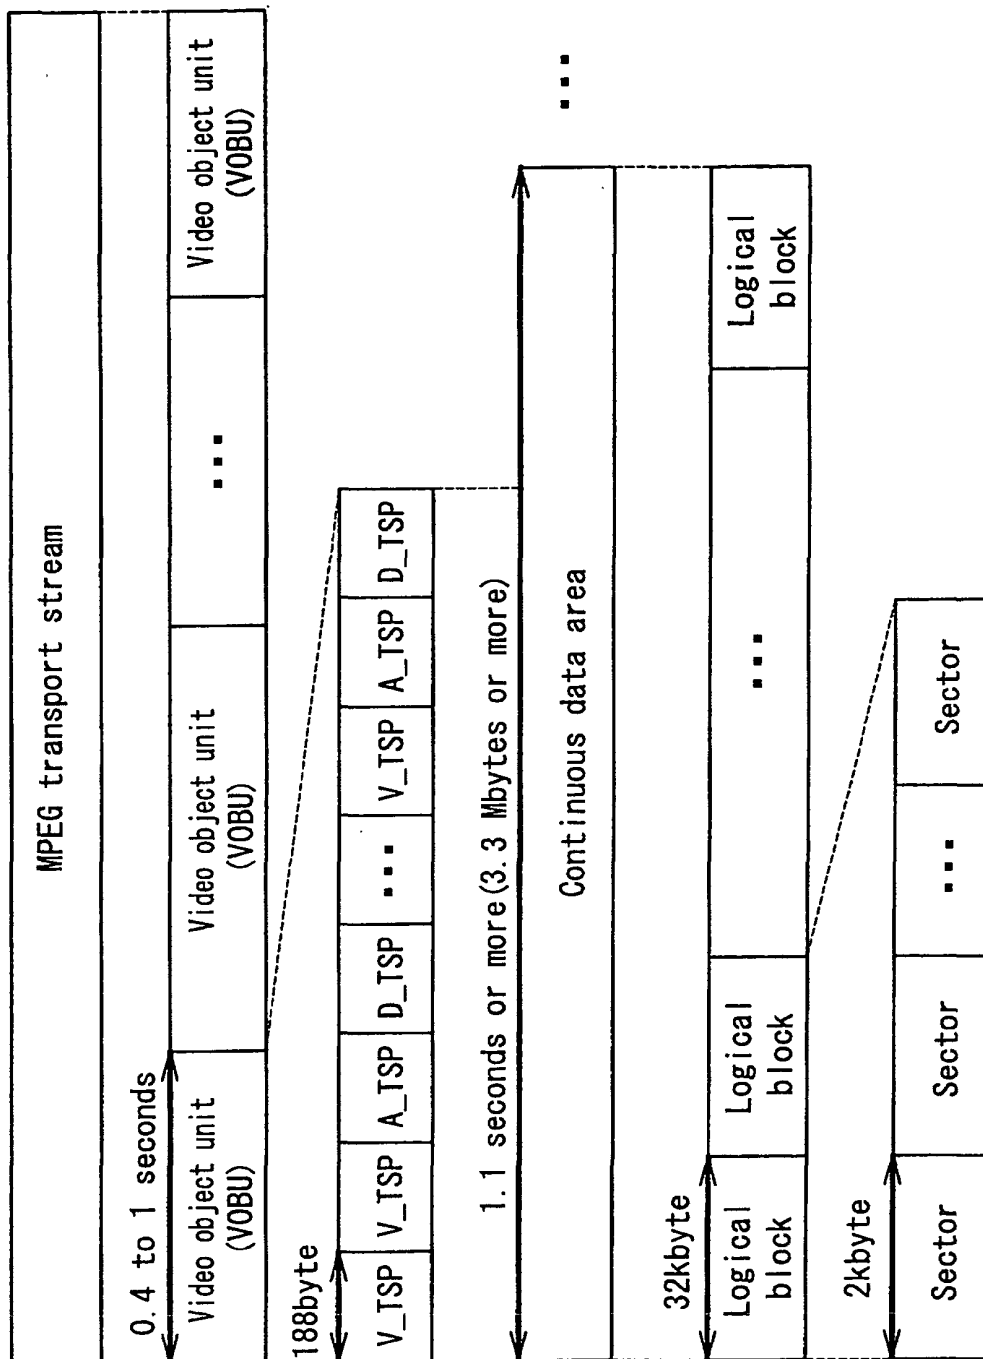 MPEG transport stream
0.4 to 1 seconds
Video object unit
(VOBU)
Video object unit
(VOBU)
...
Video object unit
(VOBU)
188byte
V_TSP
V_TSP
A_TSP
D_TSP
...
V_TSP
A_TSP
D_TSP
1.1 seconds or more(3.3 Mbytes or more)
Continuous data area
...
32kbyte
Logical
block
Logical
block
...
Logical
block
2kbyte
Sector
Sector
...
Sector